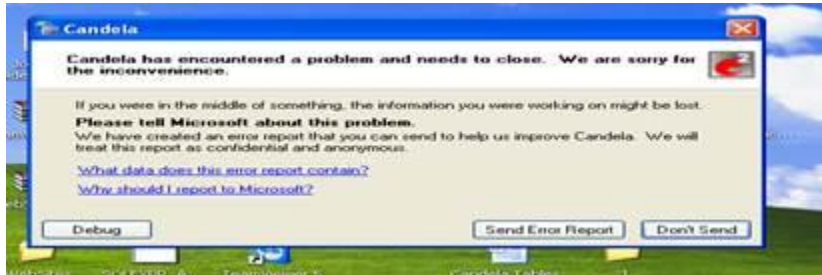 Candela
Candela has encountered a problem and needs to close.  We are sorry for
the inconvenience.
If you were in the middle of something, the information you were working on might be lost.
Please tell Microsoft about this problem.
We have created an error report that you can send to help us improve Candela.  We will
treat this report as confidential and anonymous.
What data does this error report contain?
Why should I report to Microsoft?
Debug
Send Error Report
Don't Send
Candela Tables